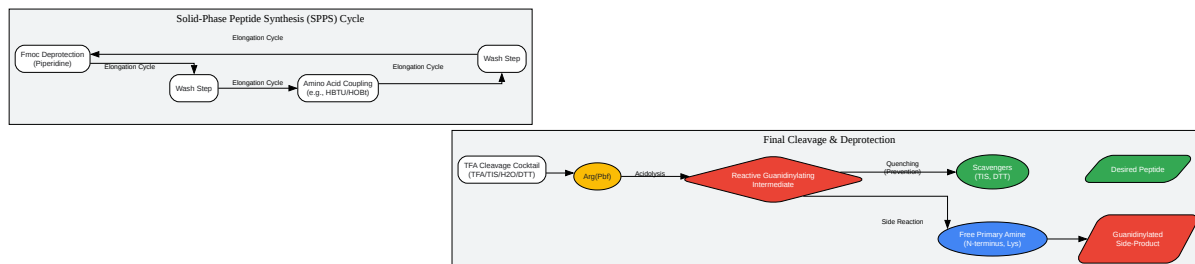 Solid-Phase Peptide Synthesis (SPPS) Cycle
Elongation Cycle
Fmoc Deprotection
(Piperidine)
Elongation Cycle
Wash Step
Elongation Cycle
Amino Acid Coupling
(e.g., HBTU/HOBt)
Elongation Cycle
Wash Step
Final Cleavage & Deprotection
TFA Cleavage Cocktail
(TFA/TIS/H2O/DTT)
Arg(Pbf)
Acidolysis
Reactive Guanidinylating
Intermediate
Quenching
(Prevention)
Scavengers
(TIS, DTT)
Desired Peptide
Side Reaction
Free Primary Amine
(N-terminus, Lys)
Guanidinylated
Side-Product